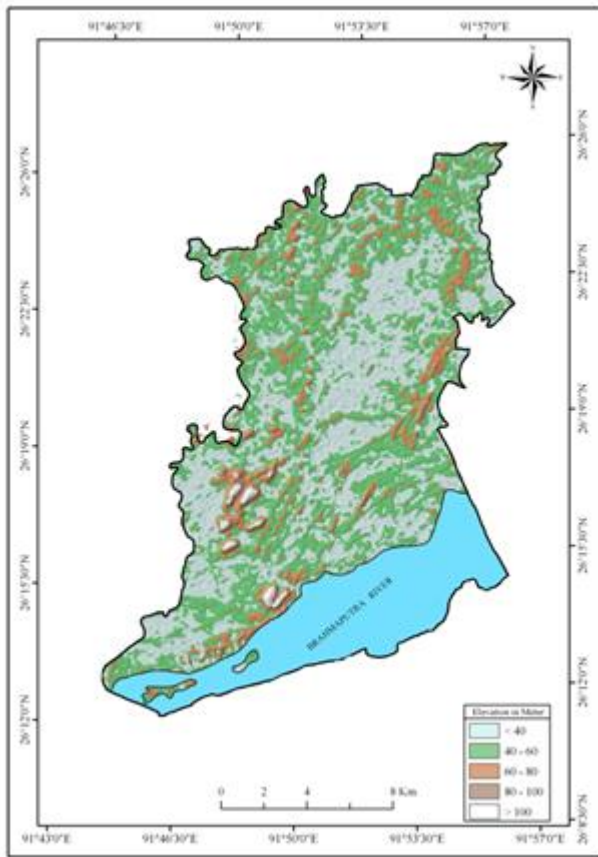 91°46'30"E 91°50'0"E 91°53'30"E 91°57'0"E
26°26'0"N
26°22'30"N
26°19'0"N
26°15'30"N
26°12'0"N
26°26'0"N
26°22'30"N
26°19'0"N
26°15'30"N
26°12'0"N
26°8'30"N
BRAHMAPUTRA RIVER
Elevation in Meter
< 40
40 - 60
60 - 80
80 - 100
> 100
0 2 4 8 Km
91°43'0"E 91°46'30"E 91°50'0"E 91°53'30"E 91°57'0"E